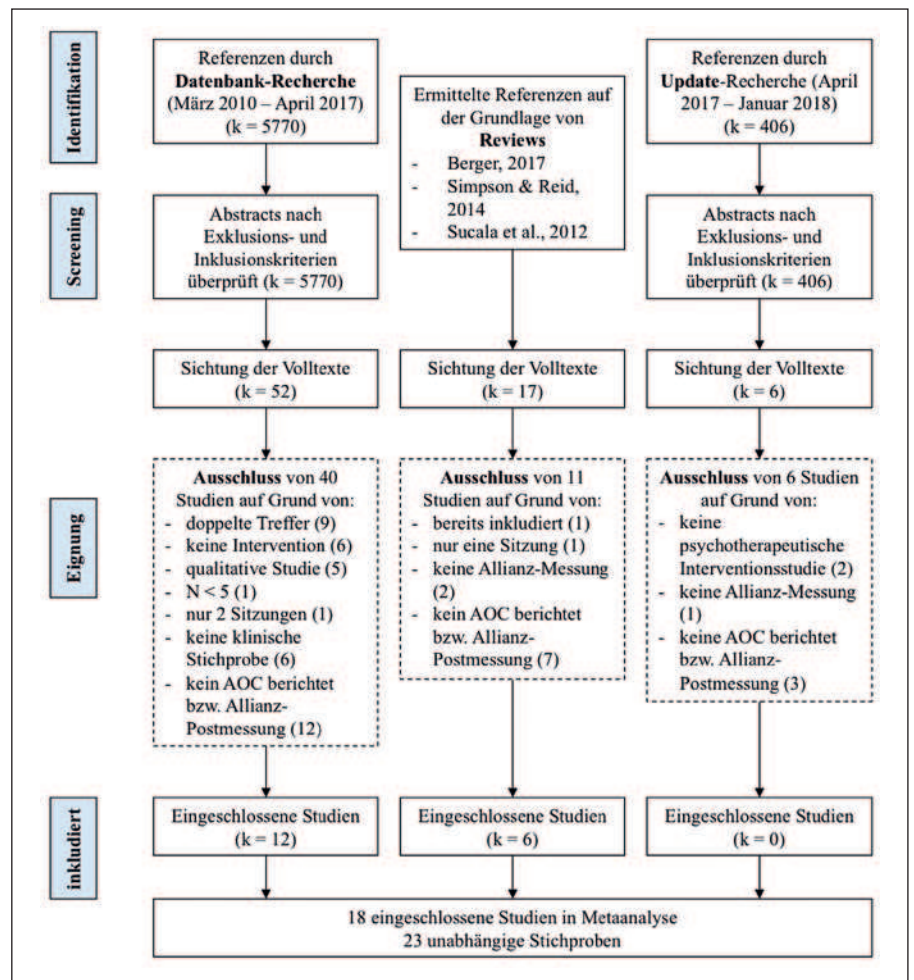 Identifikation
Referenzen durch
Datenbank-Recherche
(März 2010 – April 2017)
(k = 5770)
Ermittelte Referenzen auf
der Grundlage von
Reviews
- Berger, 2017
- Simpson & Reid,
2014
- Sucala et al., 2012
Referenzen durch
Update-Recherche (April
2017 – Januar 2018)
(k = 406)
Screening
Abstracts nach
Exklusions- und
Inklusionskriterien
überprüft (k = 5770)
Abstracts nach
Exklusions- und
Inklusionskriterien
überprüft (k = 406)
Sichtung der Volltexte
(k = 52)
Sichtung der Volltexte
(k = 17)
Sichtung der Volltexte
(k = 6)
Eignung
Ausschluss von 40
Studien auf Grund von:
- doppelte Treffer (9)
- keine Intervention (6)
- qualitative Studie (5)
- N < 5 (1)
- nur 2 Sitzungen (1)
- keine klinische
Stichprobe (6)
- kein AOC berichtet
bzw. Allianz-
Postmessung (12)
Ausschluss von 11
Studien auf Grund von:
- bereits inkludiert (1)
- nur eine Sitzung (1)
- keine Allianz-Messung
(2)
- kein AOC berichtet
bzw. Allianz-
Postmessung (7)
Ausschluss von 6 Studien
auf Grund von:
- keine
psychotherapeutische
Interventionsstudie (2)
- keine Allianz-Messung
(1)
- keine AOC berichtet
bzw. Allianz-
Postmessung (3)
inkludiert
Eingeschlossene Studien
(k = 12)
Eingeschlossene Studien
(k = 6)
Eingeschlossene Studien
(k = 0)
18 eingeschlossene Studien in Metaanalyse
23 unabhängige Stichproben